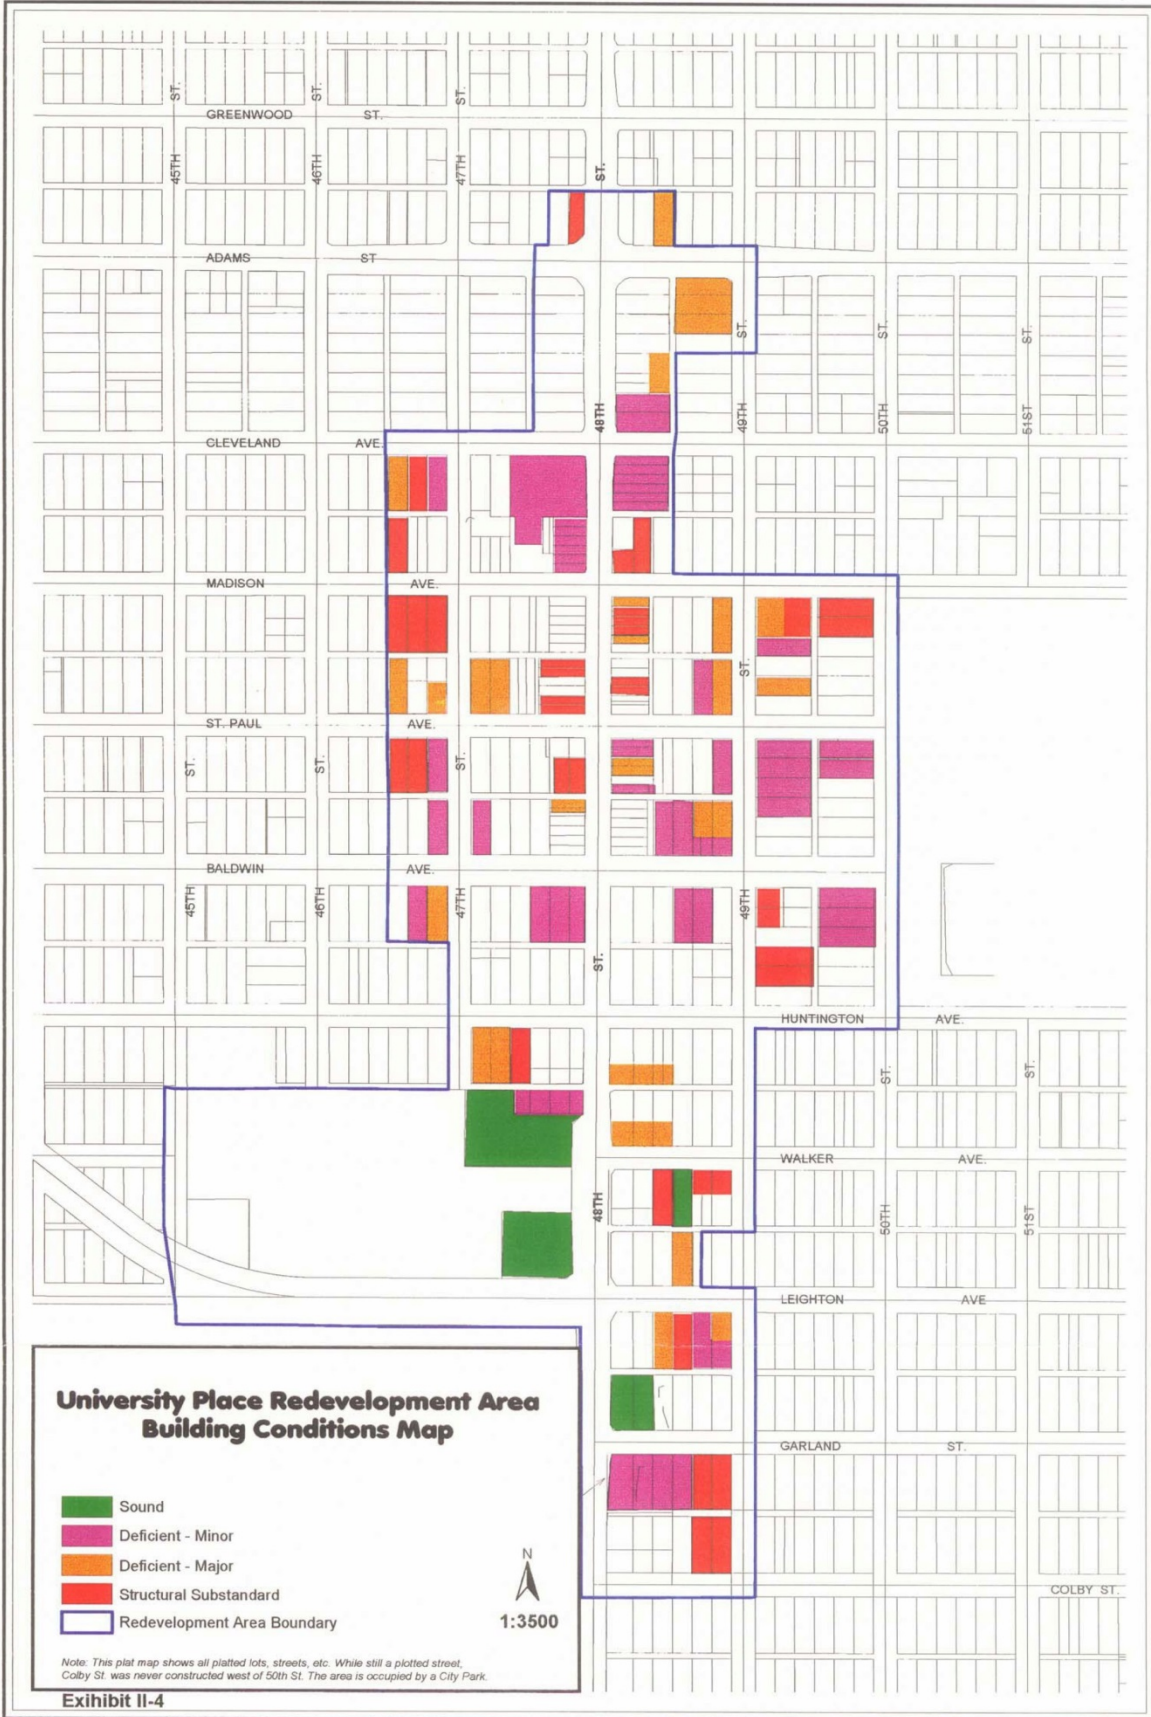 GREENWOOD ST.
45TH ST.
46TH ST.
47TH ST.
ST.
ADAMS ST
48TH
49TH ST.
50TH ST.
51ST ST.
CLEVELAND AVE.
MADISON AVE.
ST.
ST. PAUL AVE.
ST.
ST.
ST.
BALDWIN AVE.
45TH
46TH
47TH
49TH
ST.
HUNTINGTON AVE.
ST.
ST.
WALKER AVE.
48TH
50TH
51ST
LEIGHTON AVE
GARLAND ST.
COLBY ST.
University Place Redevelopment Area
Building Conditions Map
Sound
Deficient - Minor
Deficient - Major
Structural Substandard
Redevelopment Area Boundary
N
1:3500
Note: This plat map shows all platted lots, streets, etc. While still a plotted street,
Colby St. was never constructed west of 50th St. The area is occupied by a City Park.
Exihibit II-4